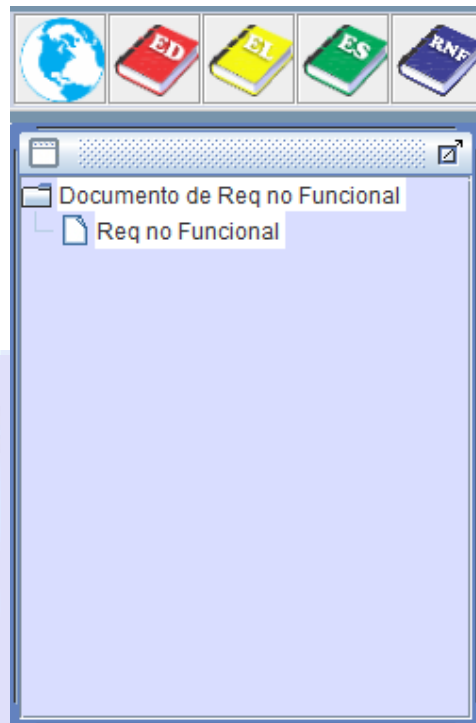 ED
EL
ES
RNF
Documento de Req no Funcional
Req no Funcional